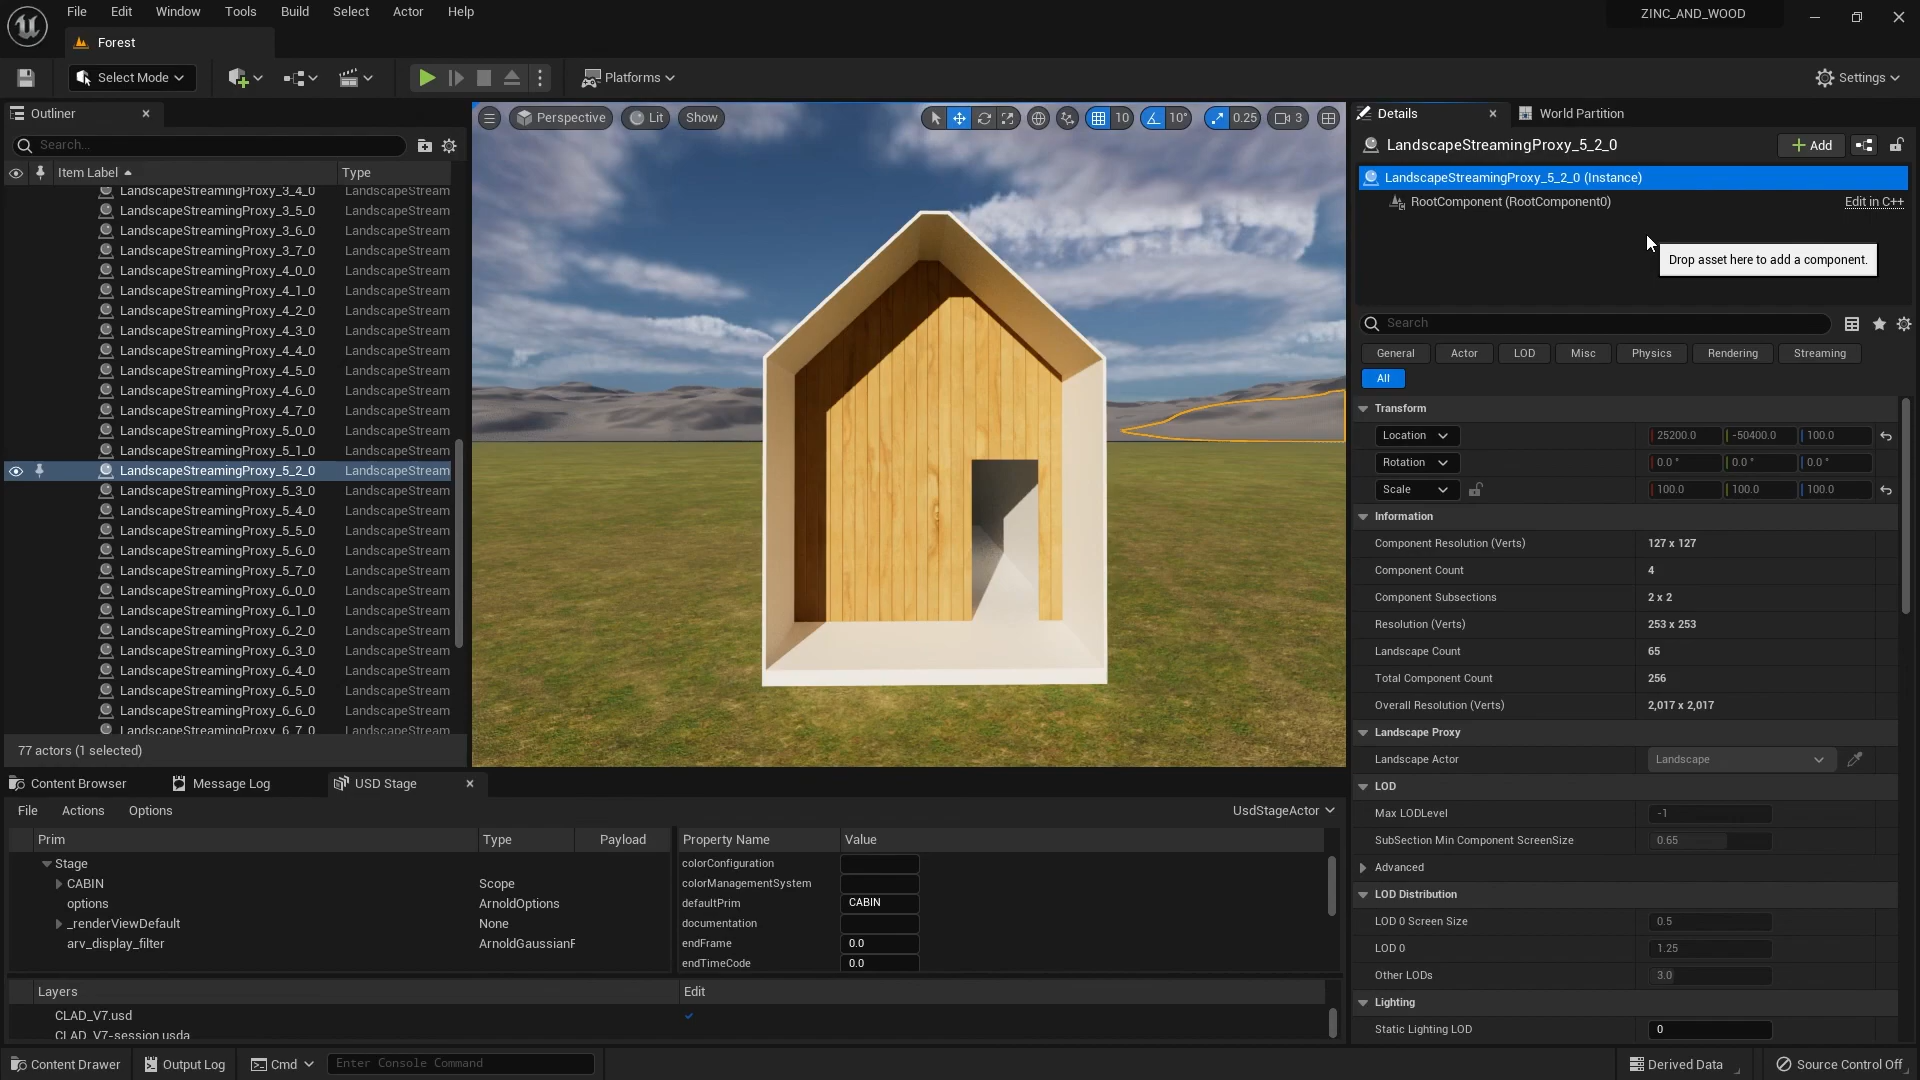 File Edit Window Tools Build Select Actor Help
ZINC_AND_WOOD
Forest
Select Mode
Platforms
Settings
Outliner
Search...
Item Label Type
LandscapeStreamingProxy_3_4_0 LandscapeStream
LandscapeStreamingProxy_3_5_0 LandscapeStream
LandscapeStreamingProxy_3_6_0 LandscapeStream
LandscapeStreamingProxy_3_7_0 LandscapeStream
LandscapeStreamingProxy_4_0_0 LandscapeStream
LandscapeStreamingProxy_4_1_0 LandscapeStream
LandscapeStreamingProxy_4_2_0 LandscapeStream
LandscapeStreamingProxy_4_3_0 LandscapeStream
LandscapeStreamingProxy_4_4_0 LandscapeStream
LandscapeStreamingProxy_4_5_0 LandscapeStream
LandscapeStreamingProxy_4_6_0 LandscapeStream
LandscapeStreamingProxy_4_7_0 LandscapeStream
LandscapeStreamingProxy_5_0_0 LandscapeStream
LandscapeStreamingProxy_5_1_0 LandscapeStream
LandscapeStreamingProxy_5_2_0 LandscapeStream
LandscapeStreamingProxy_5_3_0 LandscapeStream
LandscapeStreamingProxy_5_4_0 LandscapeStream
LandscapeStreamingProxy_5_5_0 LandscapeStream
LandscapeStreamingProxy_5_6_0 LandscapeStream
LandscapeStreamingProxy_5_7_0 LandscapeStream
LandscapeStreamingProxy_6_0_0 LandscapeStream
LandscapeStreamingProxy_6_1_0 LandscapeStream
LandscapeStreamingProxy_6_2_0 LandscapeStream
LandscapeStreamingProxy_6_3_0 LandscapeStream
LandscapeStreamingProxy_6_4_0 LandscapeStream
LandscapeStreamingProxy_6_5_0 LandscapeStream
LandscapeStreamingProxy_6_6_0 LandscapeStream
LandscapeStreamingProxy_6_7_0 LandscapeStream
77 actors (1 selected)
Perspective Lit Show 10 10° 0.25 3
Details World Partition
LandscapeStreamingProxy_5_2_0 Add
LandscapeStreamingProxy_5_2_0 (Instance)
RootComponent (RootComponent0) Edit in C++
Drop asset here to add a component.
Search
General Actor LOD Misc Physics Rendering Streaming
All
Transform
Location 25200.0 -50400.0 100.0
Rotation 0.0 ° 0.0 ° 0.0 °
Scale 100.0 100.0 100.0
Information
Component Resolution (Verts) 127 x 127
Component Count 4
Component Subsections 2 x 2
Resolution (Verts) 253 x 253
Landscape Count 65
Total Component Count 256
Overall Resolution (Verts) 2,017 x 2,017
Landscape Proxy
Landscape Actor Landscape
LOD
Max LODLevel -1
SubSection Min Component ScreenSize 0.65
Advanced
LOD Distribution
LOD 0 Screen Size 0.5
LOD 0 1.25
Other LODs 3.0
Lighting
Static Lighting LOD 0
Content Browser Message Log USD Stage
File Actions Options UsdStageActor
Prim Type Payload
Stage
CABIN Scope
options ArnoldOptions
_renderViewDefault None
arv_display_filter ArnoldGaussianF
Property Name Value
colorConfiguration
colorManagementSystem
defaultPrim CABIN
documentation
endFrame 0.0
endTimeCode 0.0
Layers Edit
CLAD_V7.usd
CLAD_V7-session.usda
Content Drawer Output Log Cmd Enter Console Command Derived Data Source Control Off